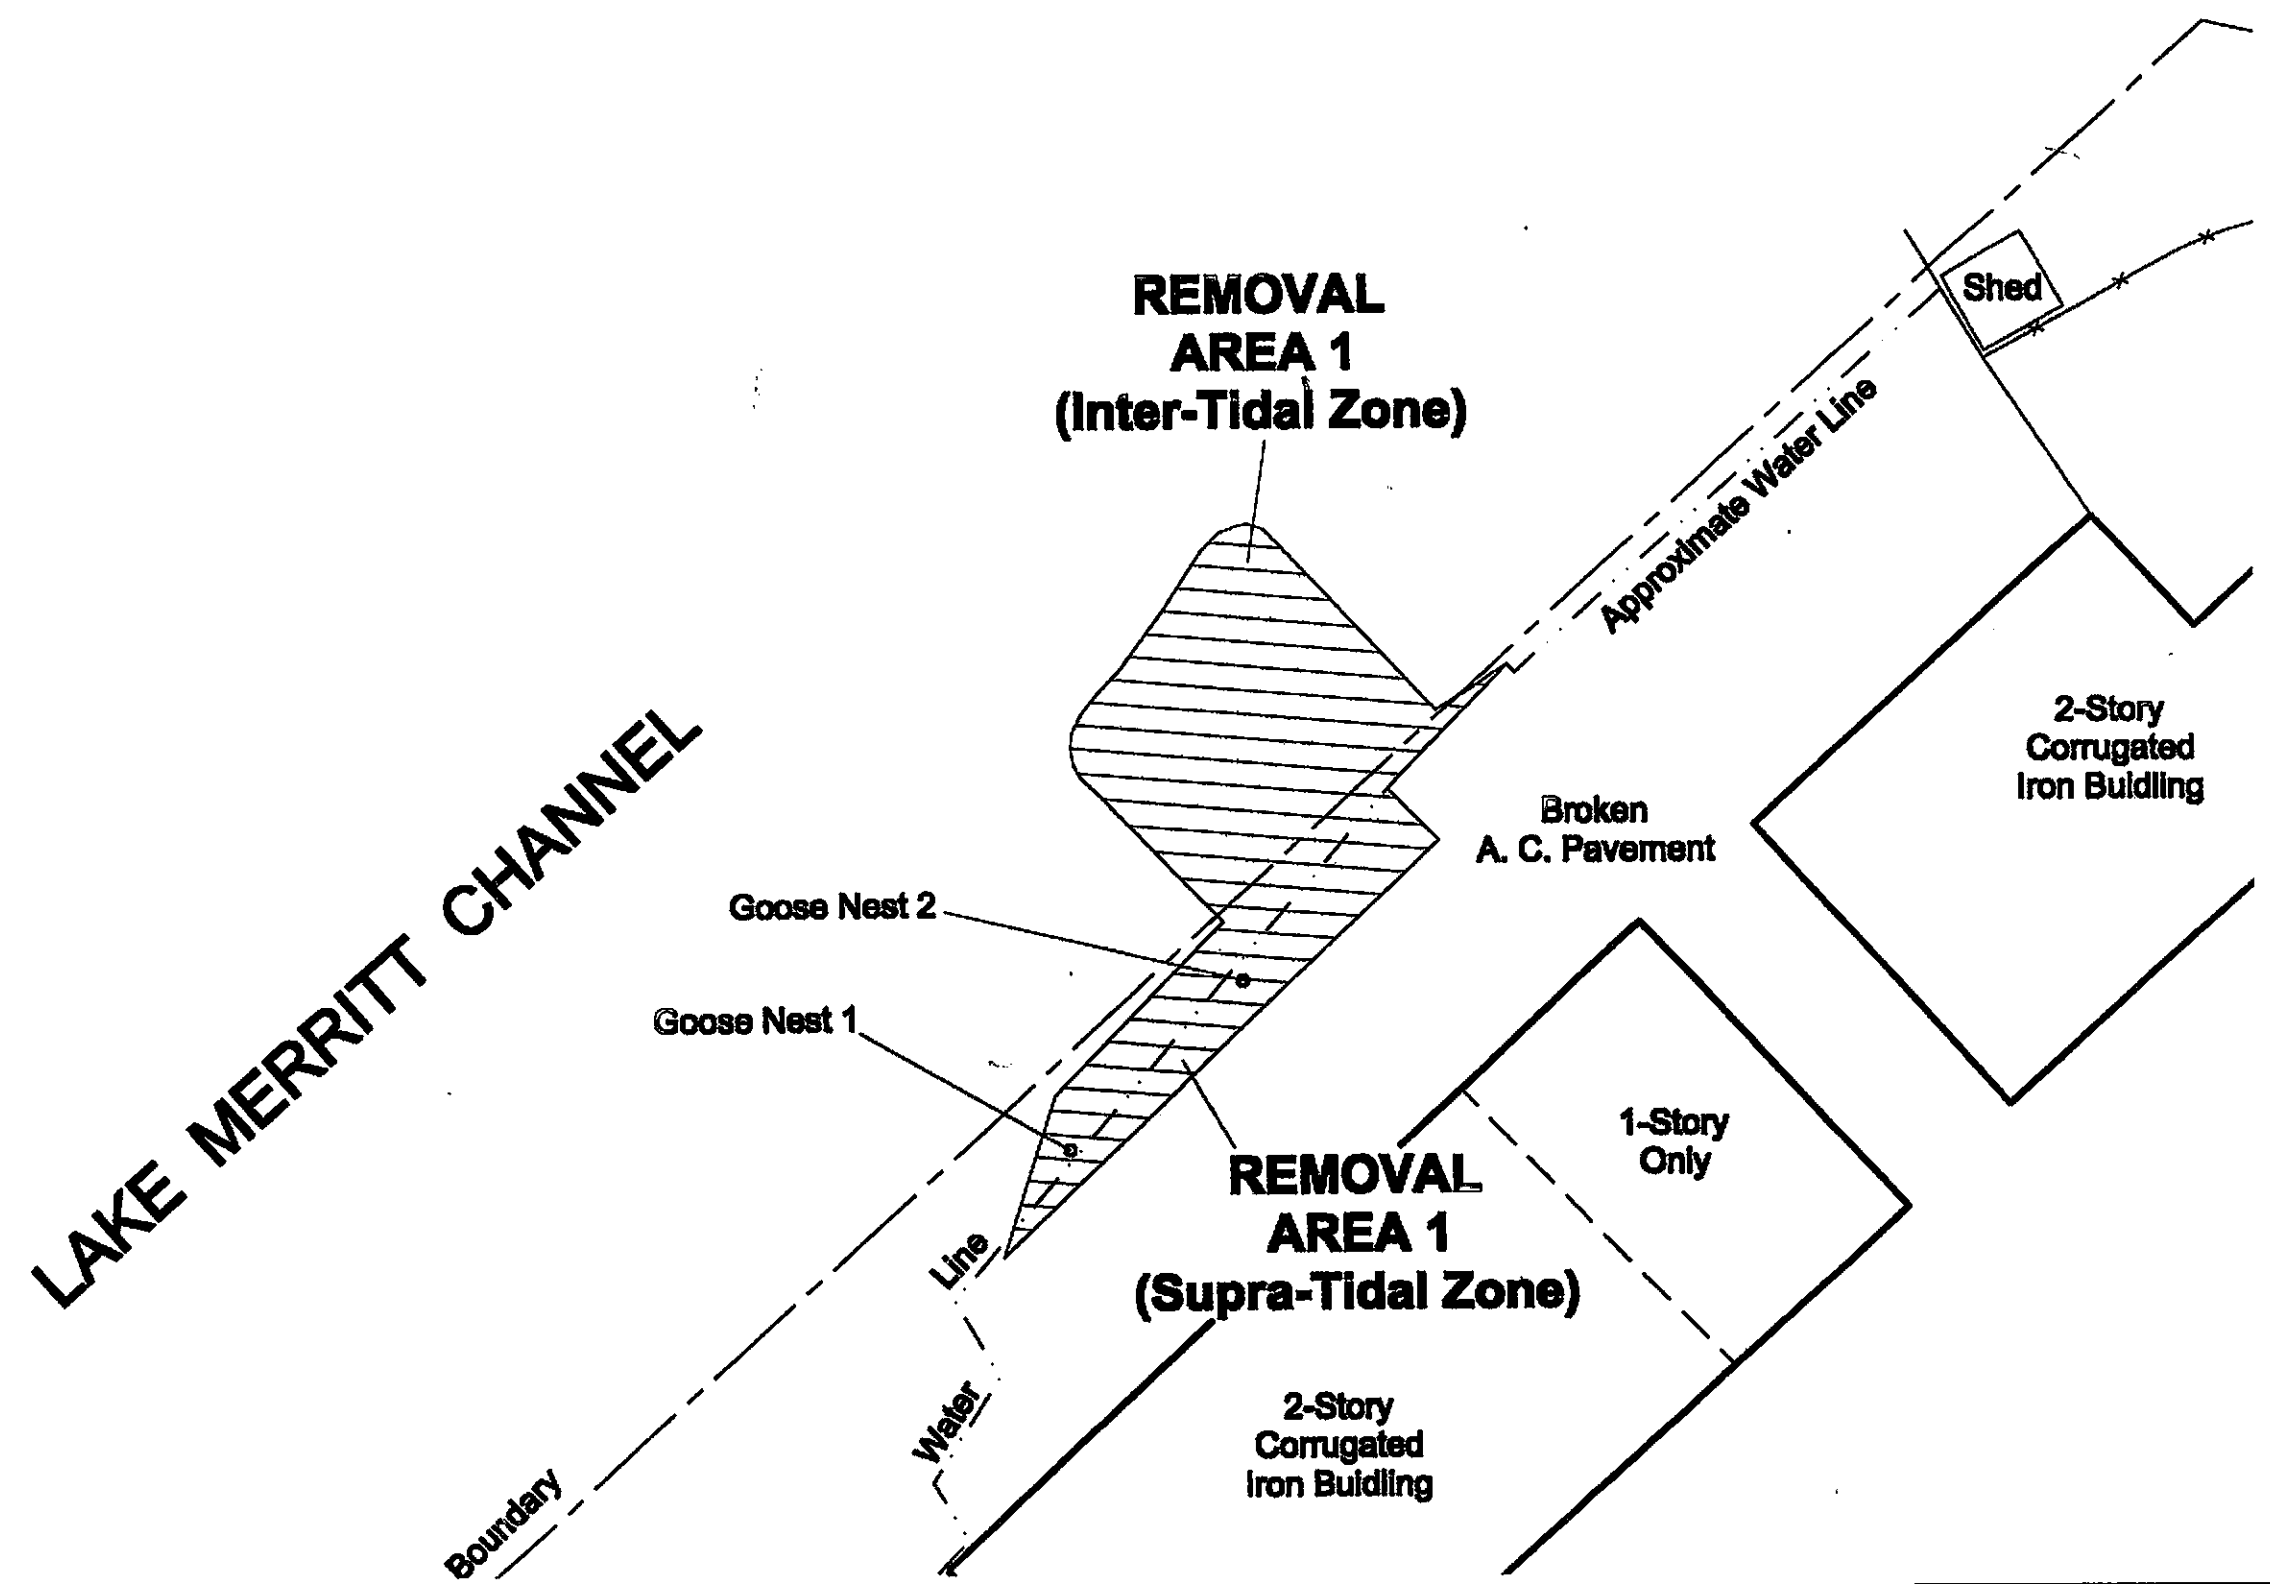 REMOVAL
AREA 1
(Inter-Tidal Zone)
Shed
Approximate Water Line
2-Story
Corrugated
Iron Buidling
Broken
A. C. Pavement
LAKE MERRITT CHANNEL
Goose Nest 2
Goose Nest 1
1-Story
Only
REMOVAL
AREA 1
(Supra-Tidal Zone)
Water Line
2-Story
Corrugated
Iron Buidling
Boundary